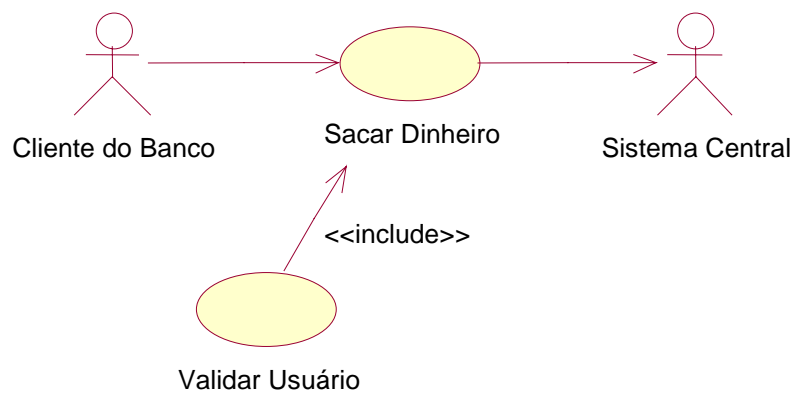 Cliente do Banco
Sacar Dinheiro
Sistema Central
<<include>>
Validar Usuário